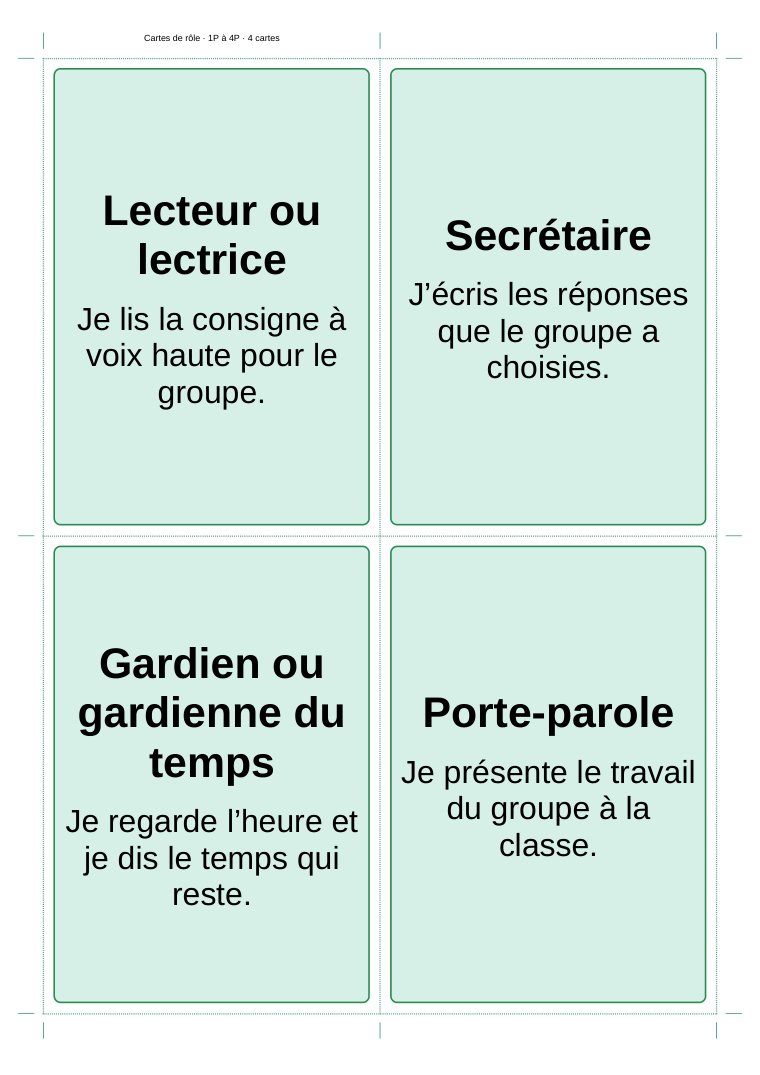 Cartes de rôle · 1P à 4P · 4 cartes
Lecteur ou
lectrice
Je lis la consigne à
voix haute pour le
groupe.
Secrétaire
J’écris les réponses
que le groupe a
choisies.
Gardien ou
gardienne du
temps
Je regarde l’heure et
je dis le temps qui
reste.
Porte-parole
Je présente le travail
du groupe à la
classe.